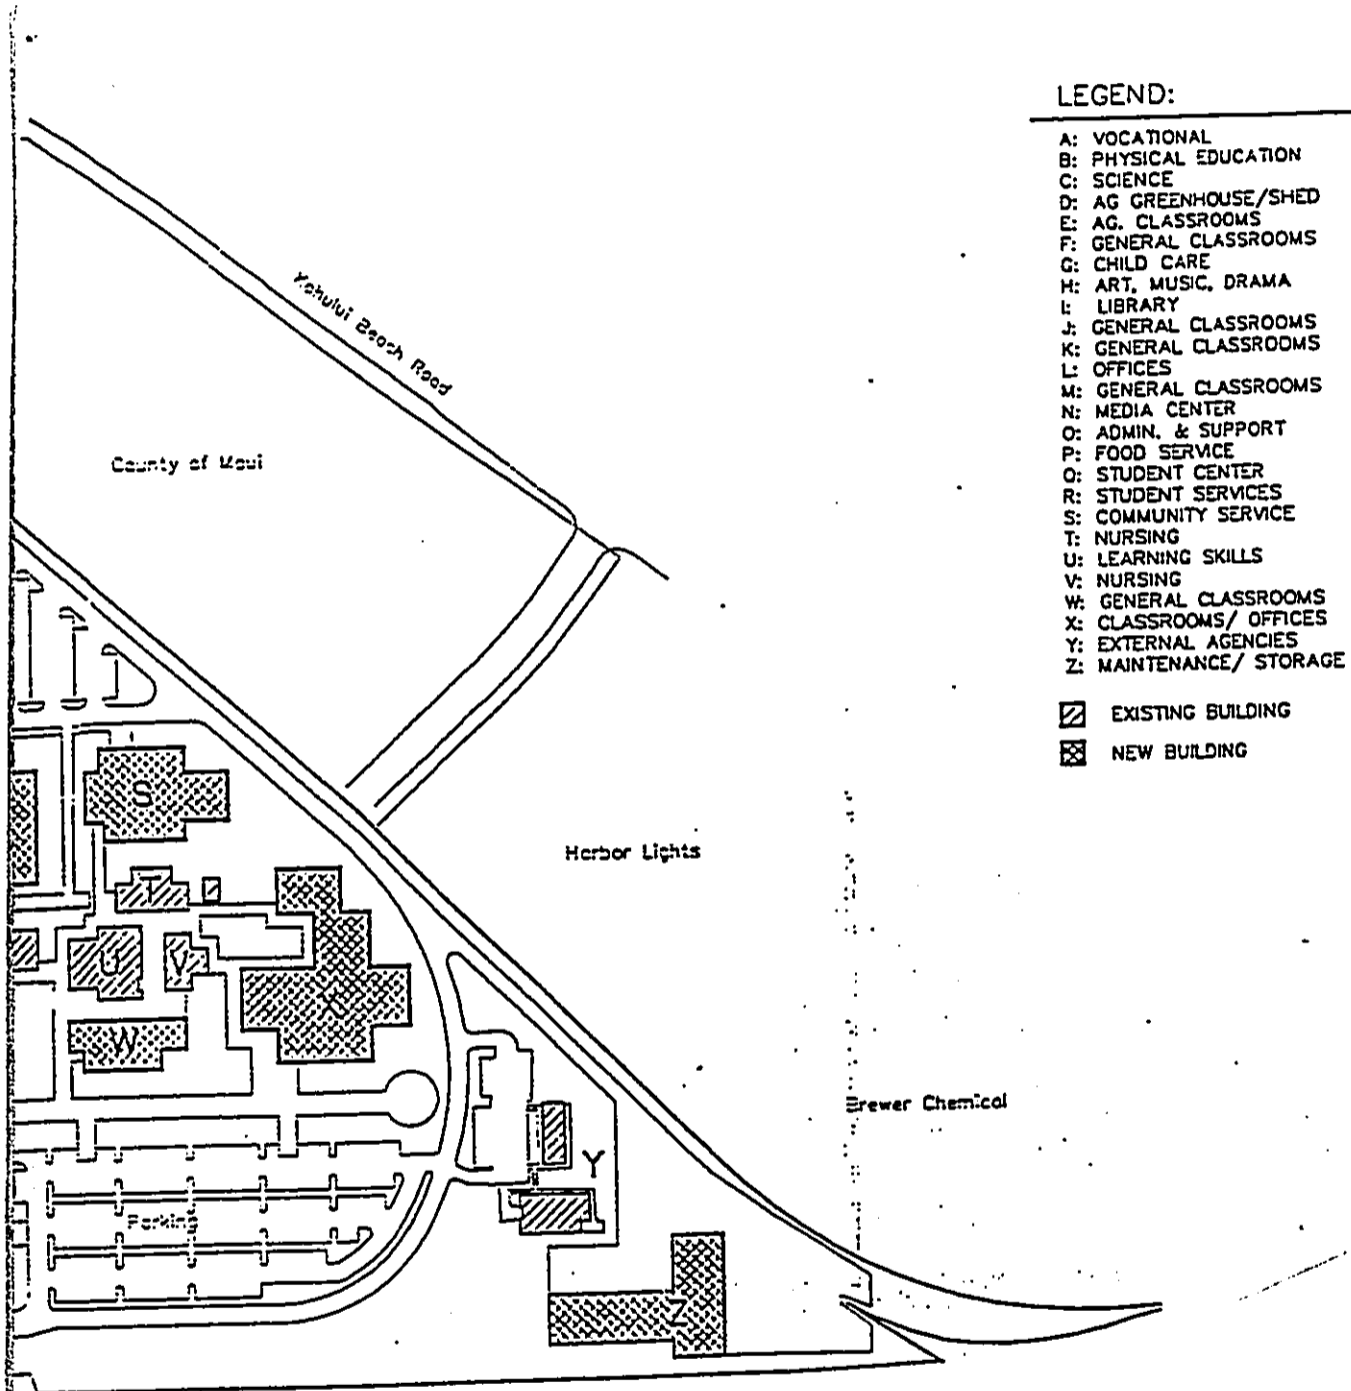 LEGEND:
A: VOCATIONAL
B: PHYSICAL EDUCATION
C: SCIENCE
D: AG GREENHOUSE/SHED
E: AG. CLASSROOMS
F: GENERAL CLASSROOMS
G: CHILD CARE
H: ART, MUSIC, DRAMA
I: LIBRARY
J: GENERAL CLASSROOMS
K: GENERAL CLASSROOMS
L: OFFICES
M: GENERAL CLASSROOMS
N: MEDIA CENTER
O: ADMIN. & SUPPORT
P: FOOD SERVICE
Q: STUDENT CENTER
R: STUDENT SERVICES
S: COMMUNITY SERVICE
T: NURSING
U: LEARNING SKILLS
V: NURSING
W: GENERAL CLASSROOMS
X: CLASSROOMS/ OFFICES
Y: EXTERNAL AGENCIES
Z: MAINTENANCE/ STORAGE
EXISTING BUILDING
NEW BUILDING
Kahului Beach Road
County of Maui
S
Harbor Lights
T
U
V
X
W
Brewer Chemical
Y
Parking
Z